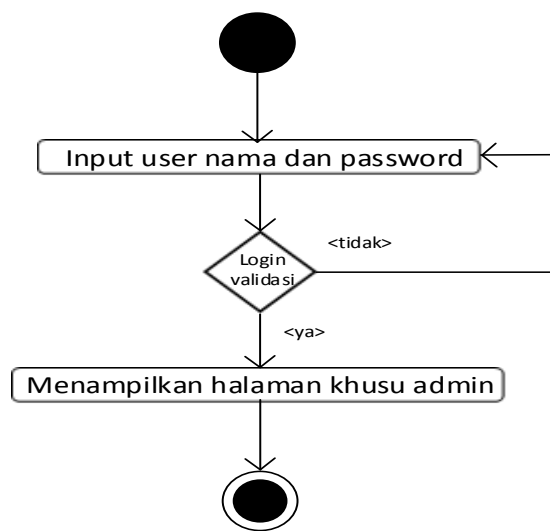 Input user nama dan password
Login
validasi
<tidak>
<ya>
Menampilkan halaman khusu admin